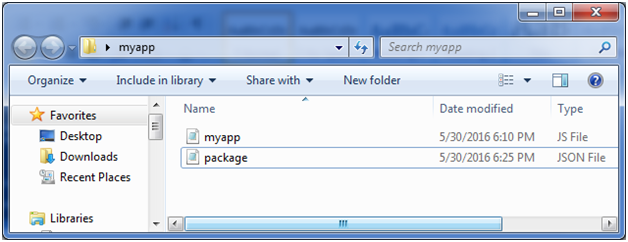 myapp
Search myapp
Organize Include in library Share with New folder
Name Date modified Type
Favorites
Desktop
Downloads
Recent Places
Libraries
myapp 5/30/2016 6:10 PM JS File
package 5/30/2016 6:25 PM JSON File